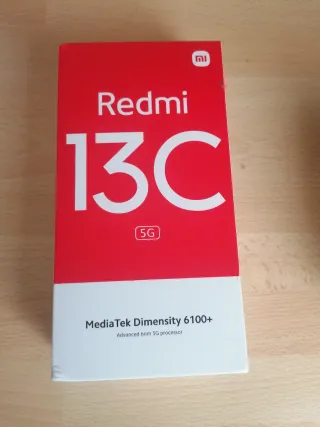 mi
Redmi
13C
5G
MediaTek Dimensity 6100+
Advanced 6nm 5G processor